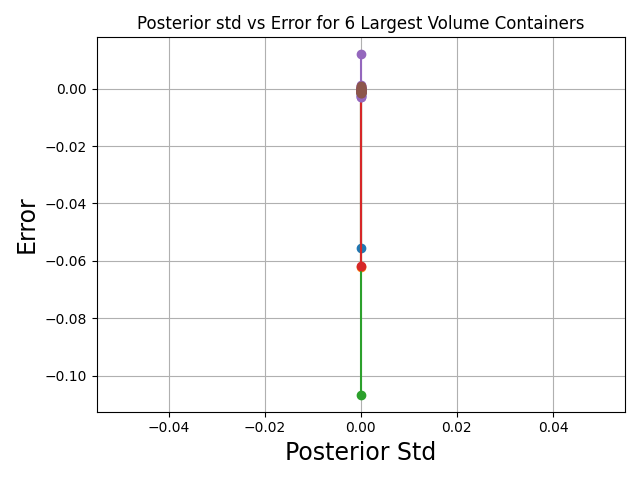 Posterior std vs Error for 6 Largest Volume Containers
0.00
−0.02
−0.04
−0.06
−0.08
−0.10
Error
−0.04 −0.02 0.00 0.02 0.04
Posterior Std